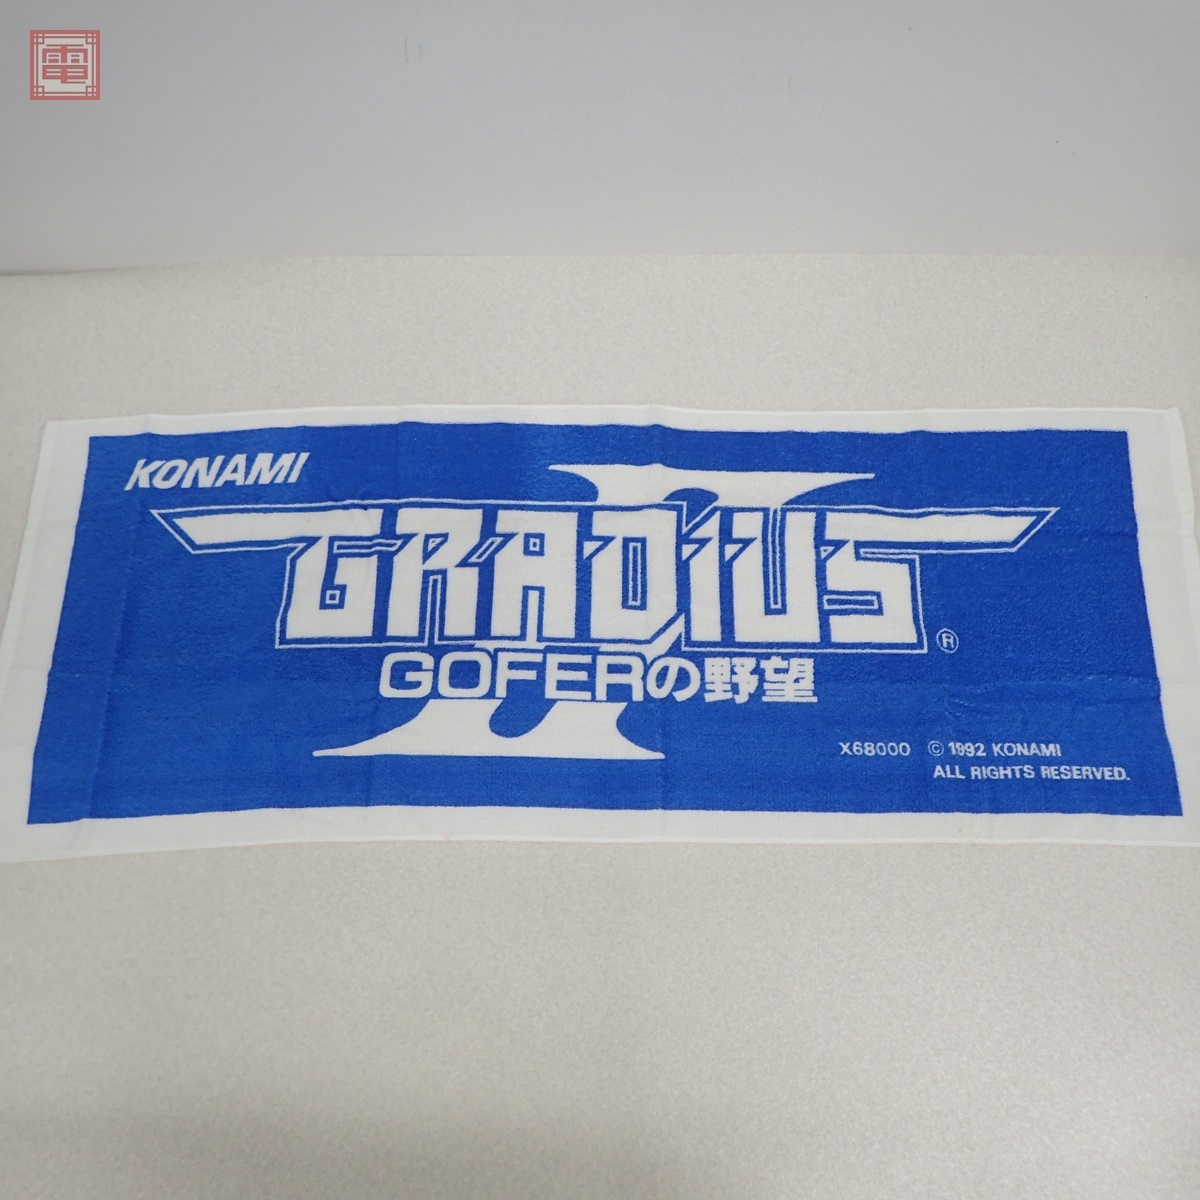 電
KONAMI
GRADIUS II ®
GOFERの野望
X68000 © 1992 KONAMI
ALL RIGHTS RESERVED.